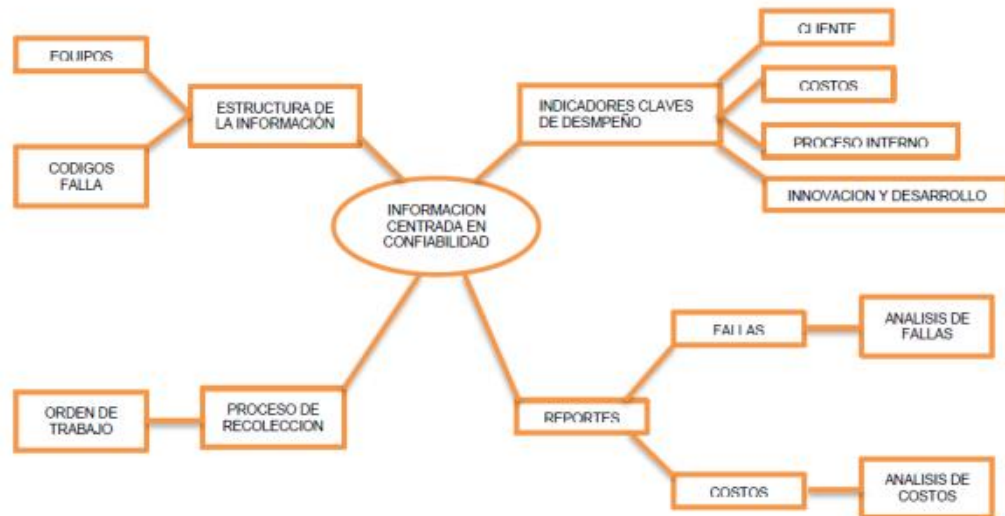 EQUIPOS
CODIGOS
FALLA
ESTRUCTURA DE
LA INFORMACIÓN
INDICADORES CLAVES
DE DESMPEÑO
CLIENTE
COSTOS
PROCESO INTERNO
INNOVACION Y DESARROLLO
INFORMACION
CENTRADA EN
CONFIABILIDAD
ORDEN DE
TRABAJO
PROCESO DE
RECOLECCION
REPORTES
FALLAS
ANALISIS DE
FALLAS
COSTOS
ANALISIS DE
COSTOS